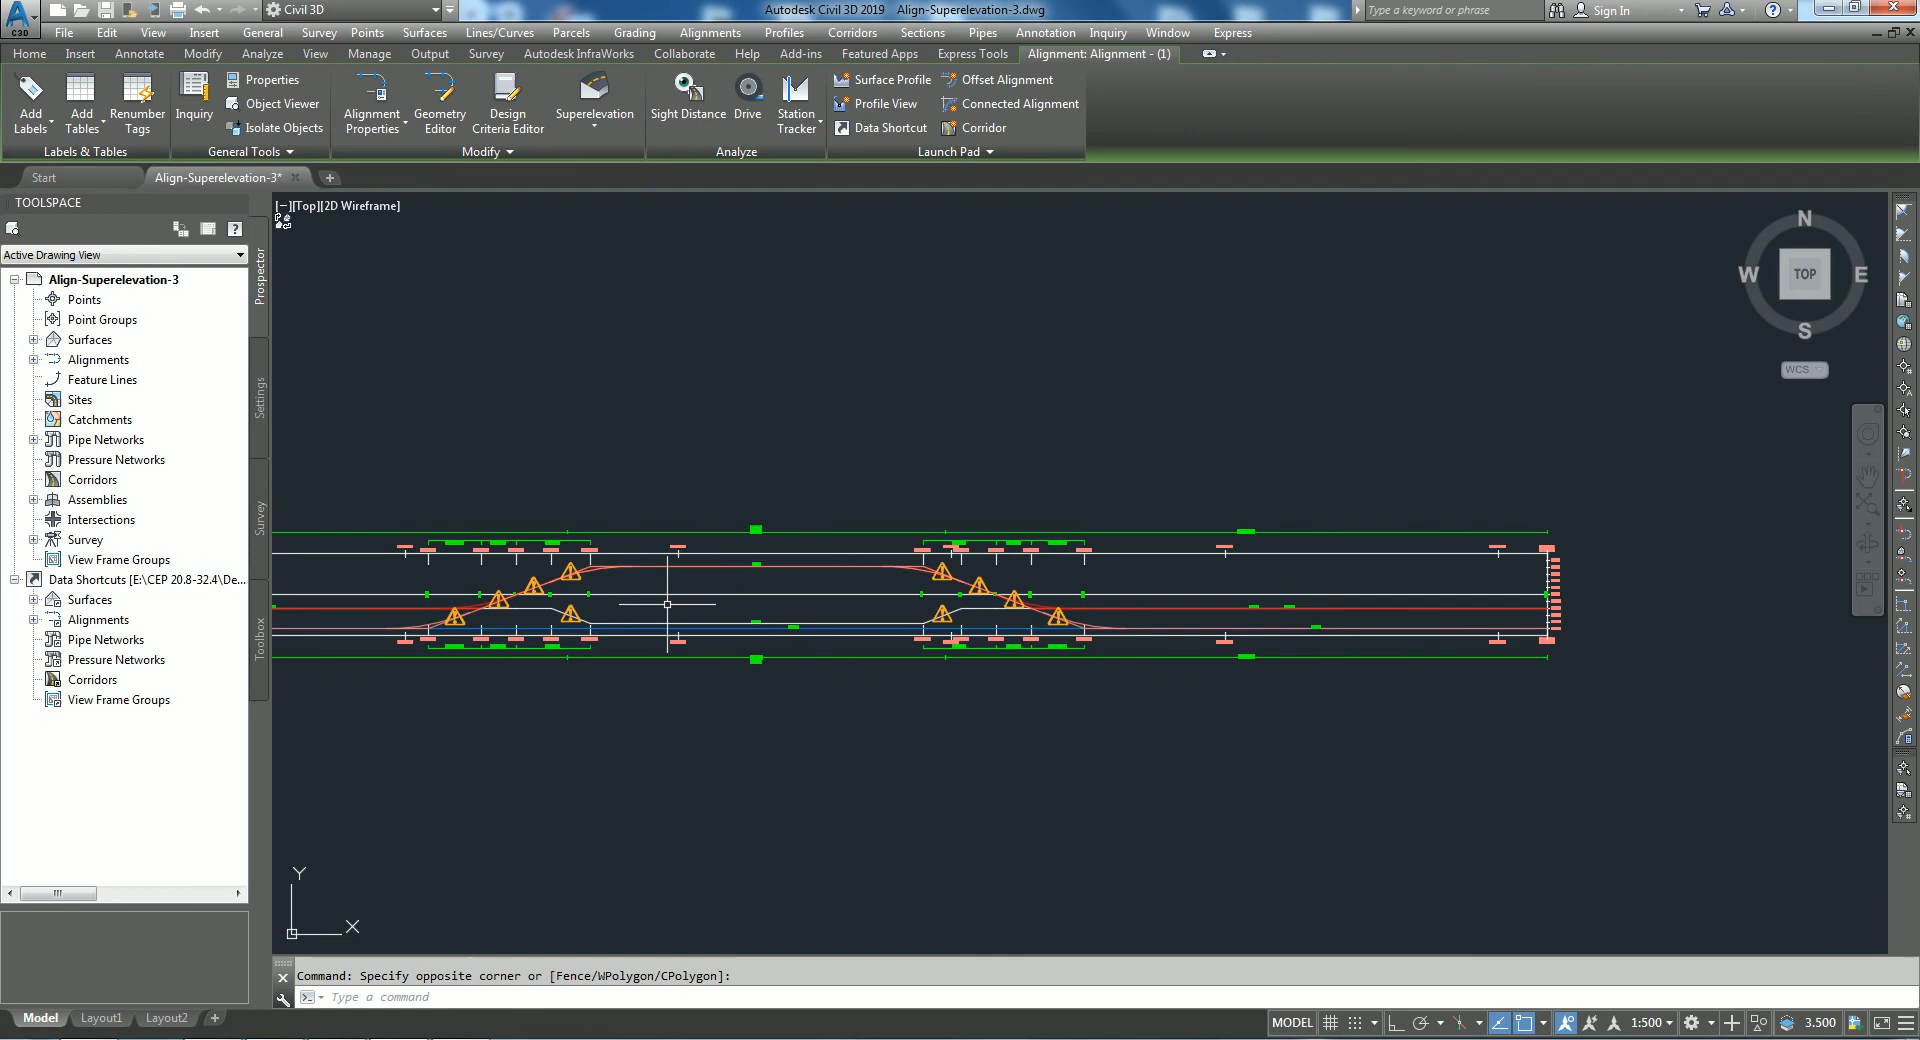 Civil 3D
Autodesk Civil 3D 2019 Align-Superelevation-3.dwg
Type a keyword or phrase
Sign In
C3D
File Edit View Insert General Survey Points Surfaces Lines/Curves Parcels Grading Alignments Profiles Corridors Sections Pipes Annotation Inquiry Window Express
Home Insert Annotate Modify Analyze View Manage Output Survey Autodesk InfraWorks Collaborate Help Add-ins Featured Apps Express Tools Alignment: Alignment - (1)
Add Labels
Add Tables
Renumber Tags
Labels & Tables
Inquiry
Properties
Object Viewer
Isolate Objects
General Tools
Alignment Properties
Geometry Editor
Design Criteria Editor
Superelevation
Modify
Sight Distance
Drive
Station Tracker
Analyze
Surface Profile
Profile View
Data Shortcut
Offset Alignment
Connected Alignment
Corridor
Launch Pad
Start
Align-Superelevation-3*
TOOLSPACE
Active Drawing View
Align-Superelevation-3
Points
Point Groups
Surfaces
Alignments
Feature Lines
Sites
Catchments
Pipe Networks
Pressure Networks
Corridors
Assemblies
Intersections
Survey
View Frame Groups
Data Shortcuts [E:\CEP 20.8-32.4\De...
Surfaces
Alignments
Pipe Networks
Pressure Networks
Corridors
View Frame Groups
Prospector
Settings
Survey
Toolbox
[−][Top][2D Wireframe]
N
W
TOP
E
S
WCS
Y
X
Command: Specify opposite corner or [Fence/WPolygon/CPolygon]:
Type a command
Model Layout1 Layout2
MODEL
1:500
3.500